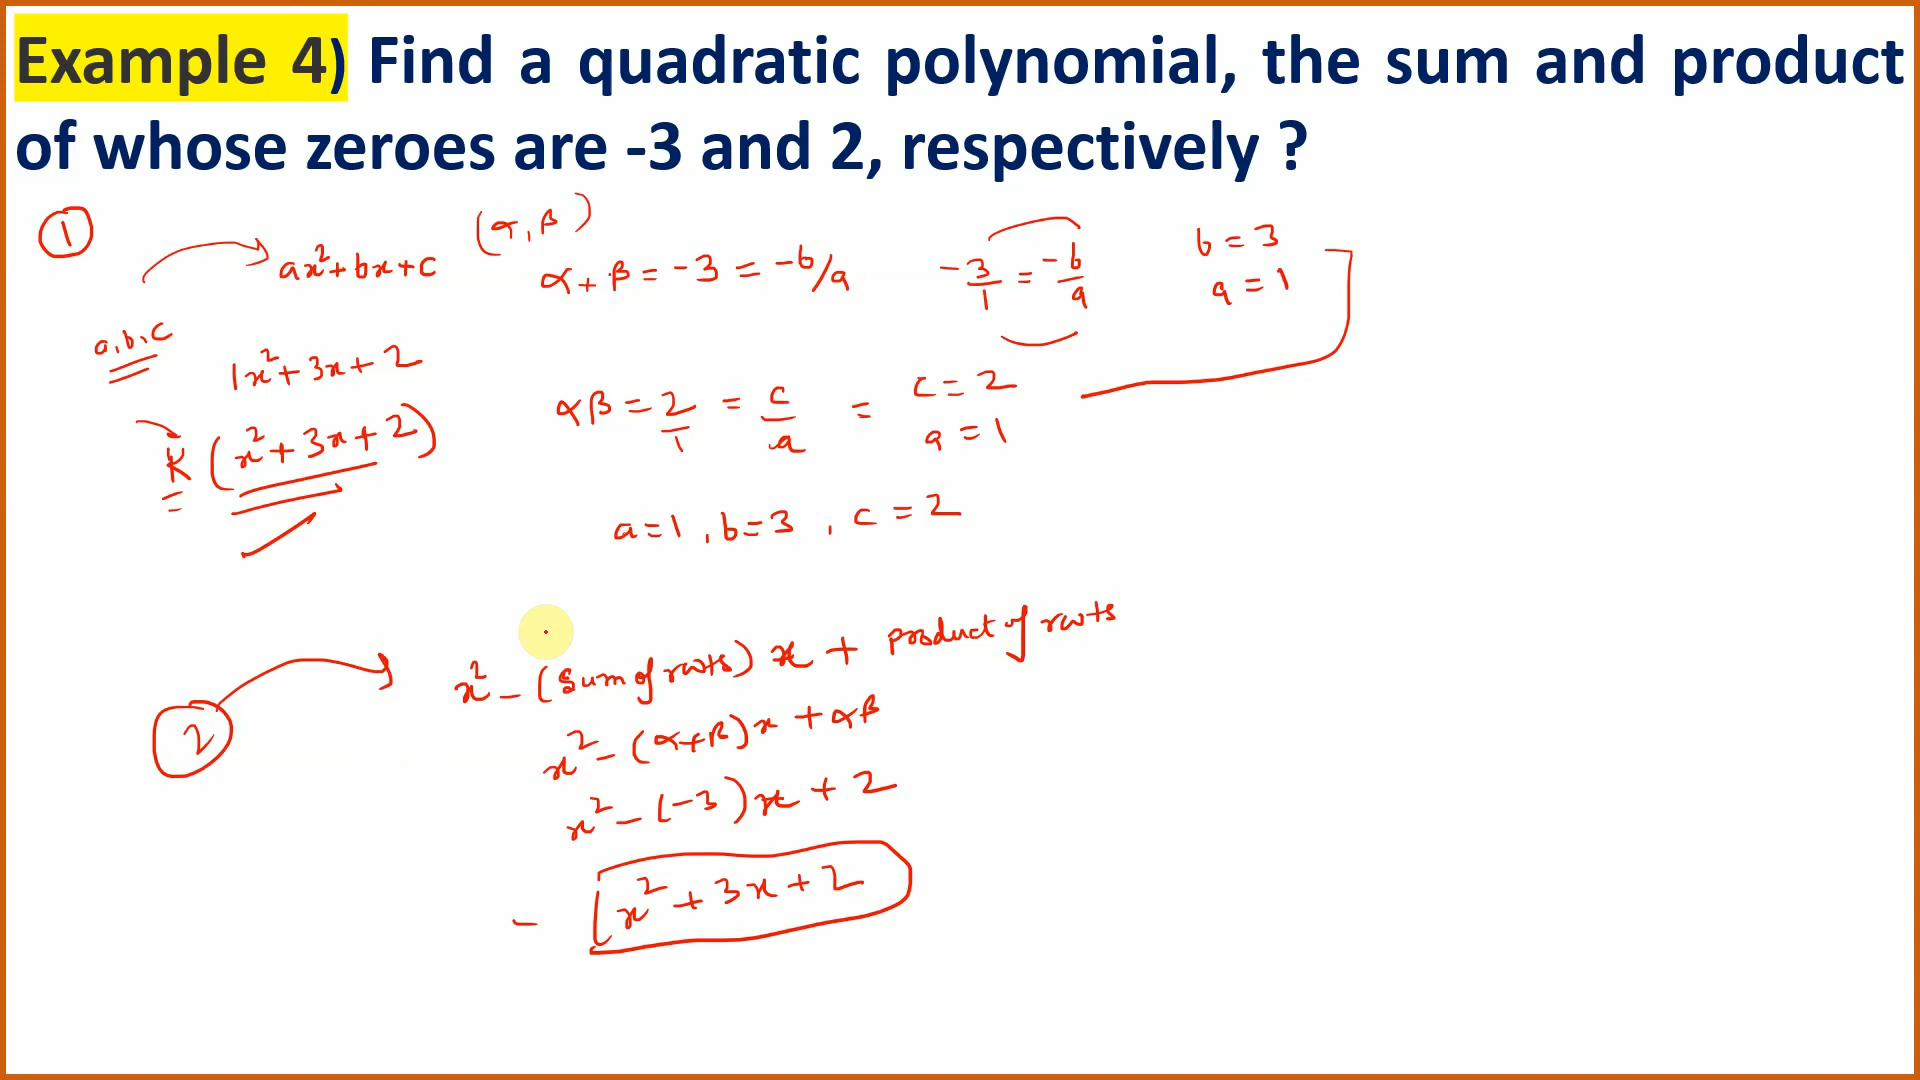 Example 4) Find a quadratic polynomial, the sum and product
of whose zeroes are -3 and 2, respectively ?
1
ax²+bx+c
(α, β)
α+β = -3 = -b/a
-3/1 = -b/a
b = 3
a = 1
a, b, c
1x²+3x+2
K (x²+3x+2)
αβ = 2/1 = c/a =
c = 2
a = 1
a=1, b=3, c=2
2
x² - (Sum of roots) x + product of roots
x² - (α+β)x + αβ
x² - (-3)x + 2
- x²+3x+2